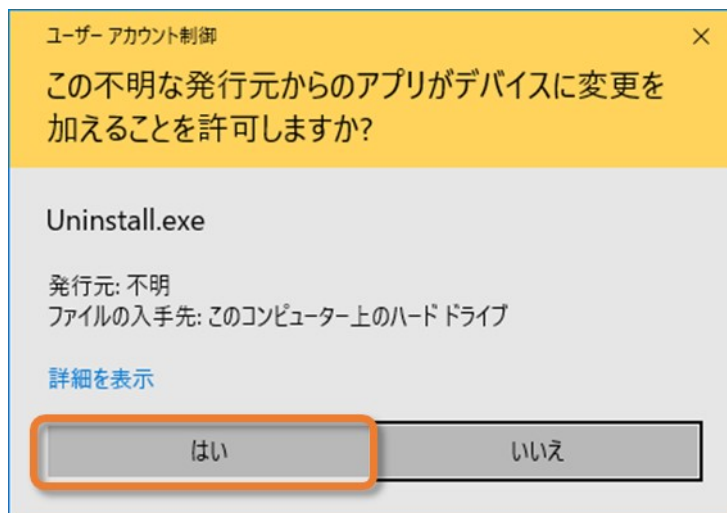 ユーザー アカウント制御
この不明な発行元からのアプリがデバイスに変更を
加えることを許可しますか?
Uninstall.exe
発行元: 不明
ファイルの入手先: このコンピューター上のハード ドライブ
詳細を表示
はい
いいえ